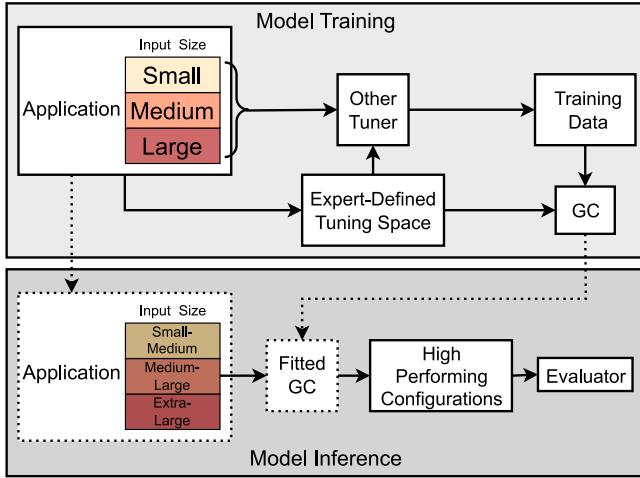 Model Training
Input Size
Application
Small
Medium
Large
Other
Tuner
Training
Data
Expert-Defined
Tuning Space
GC
Input Size
Application
Small-
Medium
Medium-
Large
Extra-
Large
Fitted
GC
High
Performing
Configurations
Evaluator
Model Inference